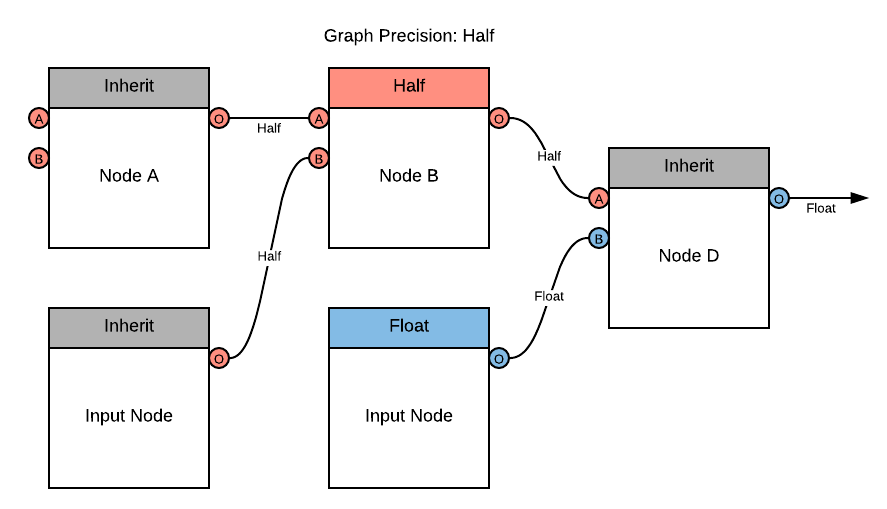 Graph Precision: Half
Inherit
A
B
O
Node A
Half
Half
A
B
O
Node B
Half
Inherit
A
B
O
Node D
Float
Half
Inherit
O
Input Node
Float
O
Input Node
Float